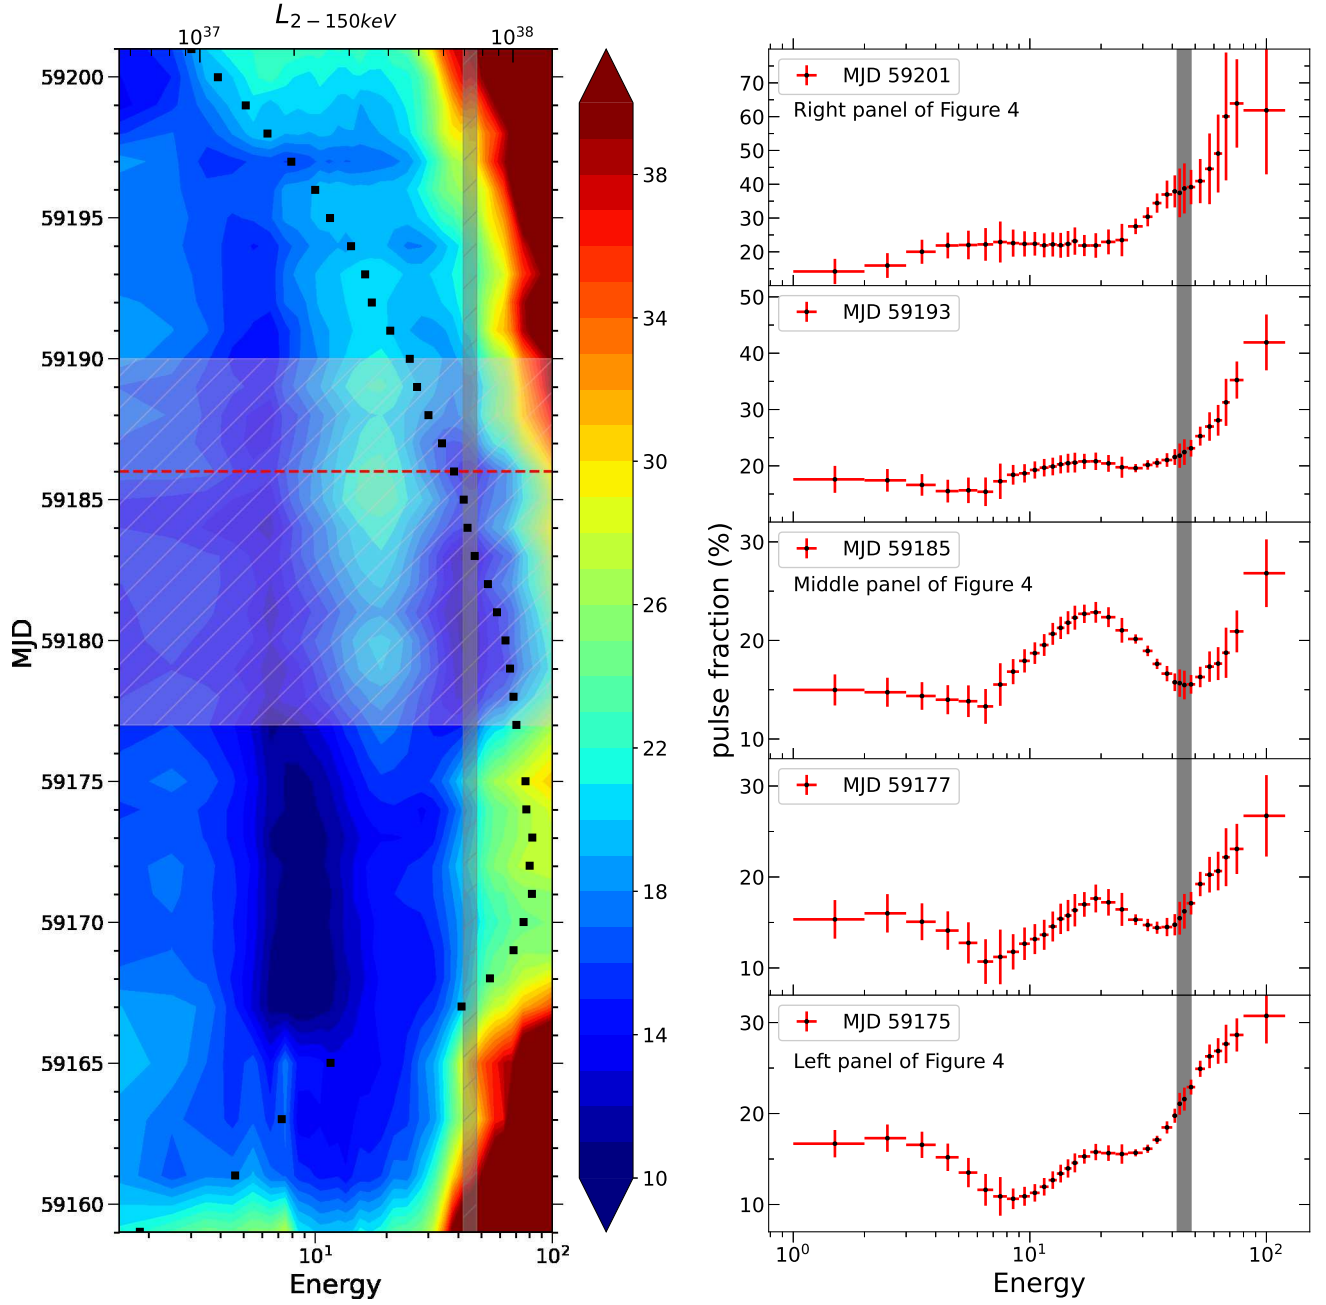 L2−150keV
10^37 10^38
59200
59195
59190
59185
59180
59175
59170
59165
59160
MJD
10^1 10^2
Energy
38
34
30
26
22
18
14
10
pulse fraction (%)
MJD 59201
Right panel of Figure 4
70
60
50
40
30
20
MJD 59193
50
40
30
20
MJD 59185
Middle panel of Figure 4
30
20
10
MJD 59177
30
20
10
MJD 59175
Left panel of Figure 4
30
20
10
10^0 10^1 10^2
Energy